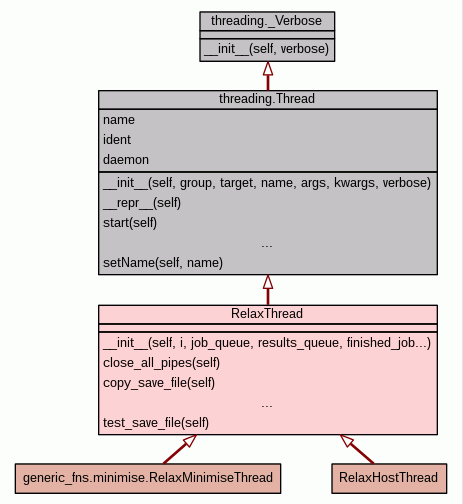 threading._Verbose
__init__(self, verbose)
threading.Thread
name
ident
daemon
__init__(self, group, target, name, args, kwargs, verbose)
__repr__(self)
start(self)
...
setName(self, name)
RelaxThread
__init__(self, i, job_queue, results_queue, finished_job...)
close_all_pipes(self)
copy_save_file(self)
...
test_save_file(self)
generic_fns.minimise.RelaxMinimiseThread
RelaxHostThread